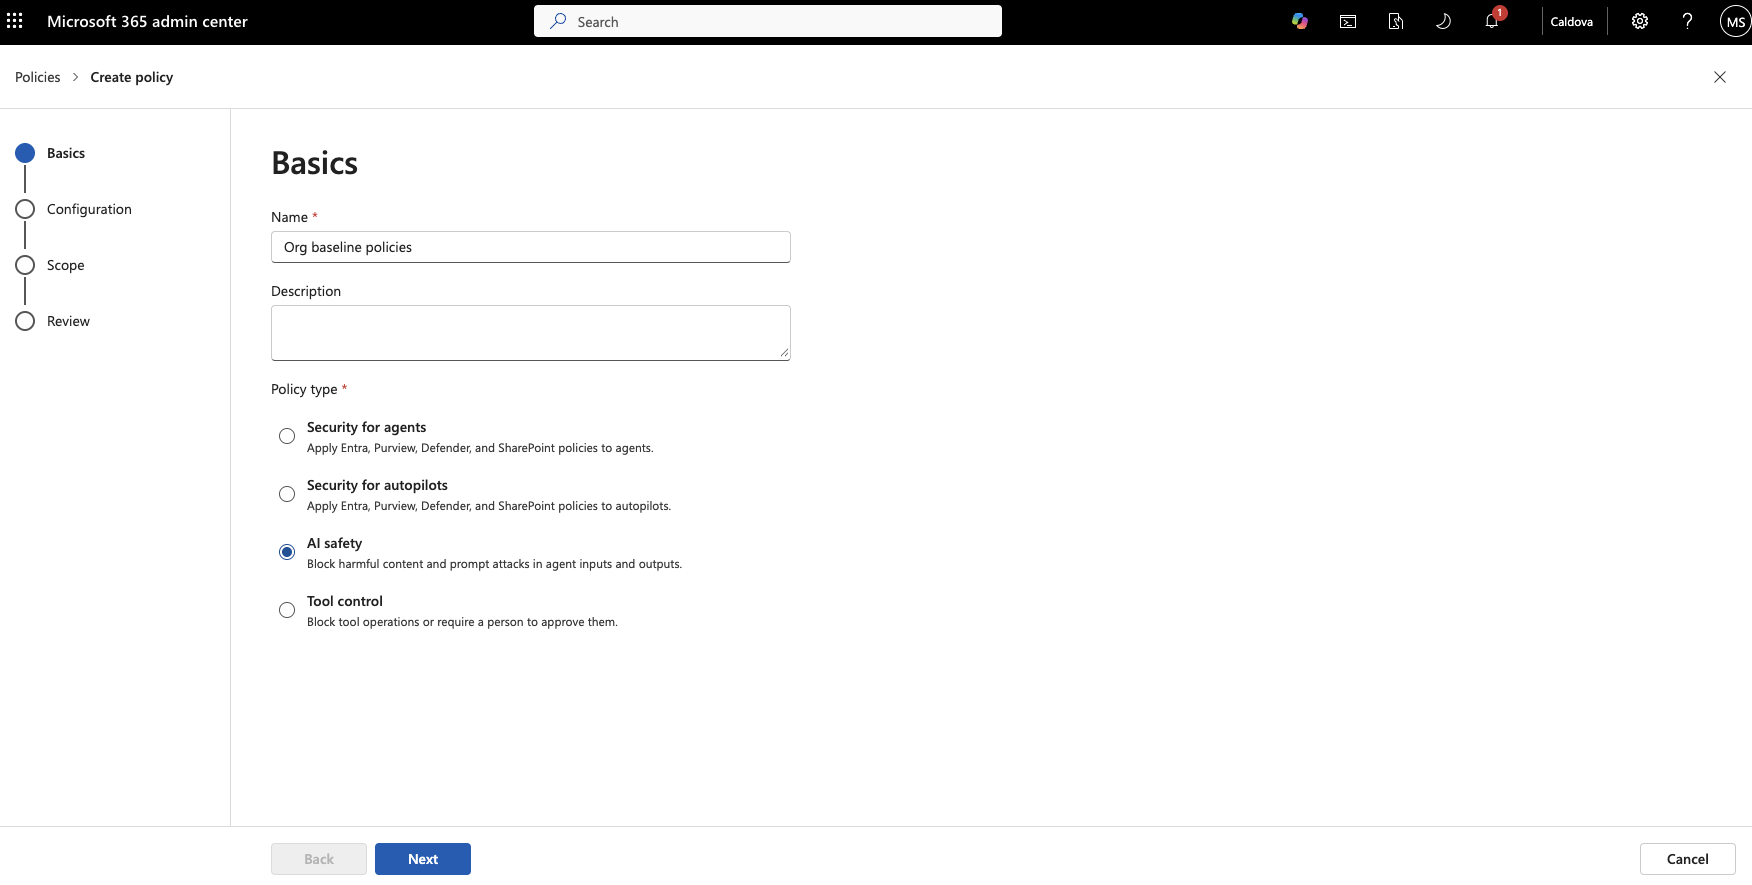 Microsoft 365 admin center
Search
1
Caldova
?
MS
Policies > Create policy
Basics
Configuration
Scope
Review
Basics
Name *
Org baseline policies
Description
Policy type *
Security for agents
Apply Entra, Purview, Defender, and SharePoint policies to agents.
Security for autopilots
Apply Entra, Purview, Defender, and SharePoint policies to autopilots.
AI safety
Block harmful content and prompt attacks in agent inputs and outputs.
Tool control
Block tool operations or require a person to approve them.
Back
Next
Cancel